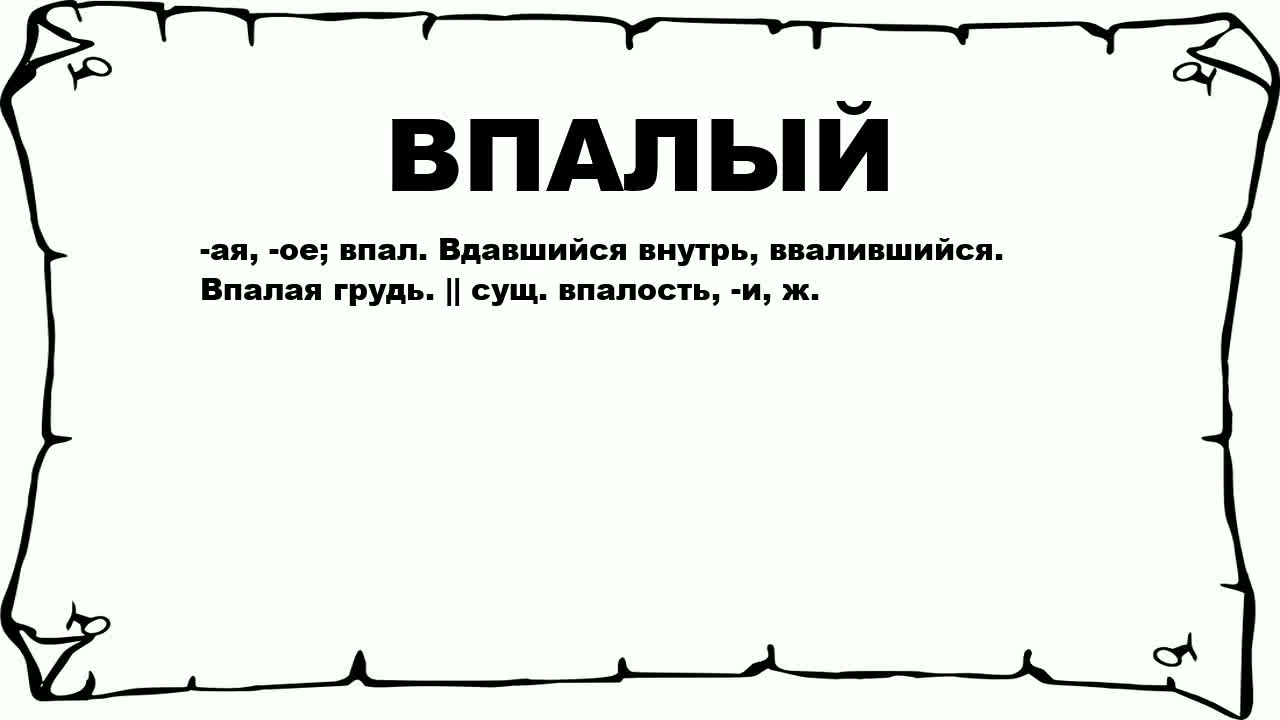 ВПАЛЫЙ
-ая, -ое; впал. Вдавшийся внутрь, ввалившийся.
Впалая грудь. || сущ. впалость, -и, ж.